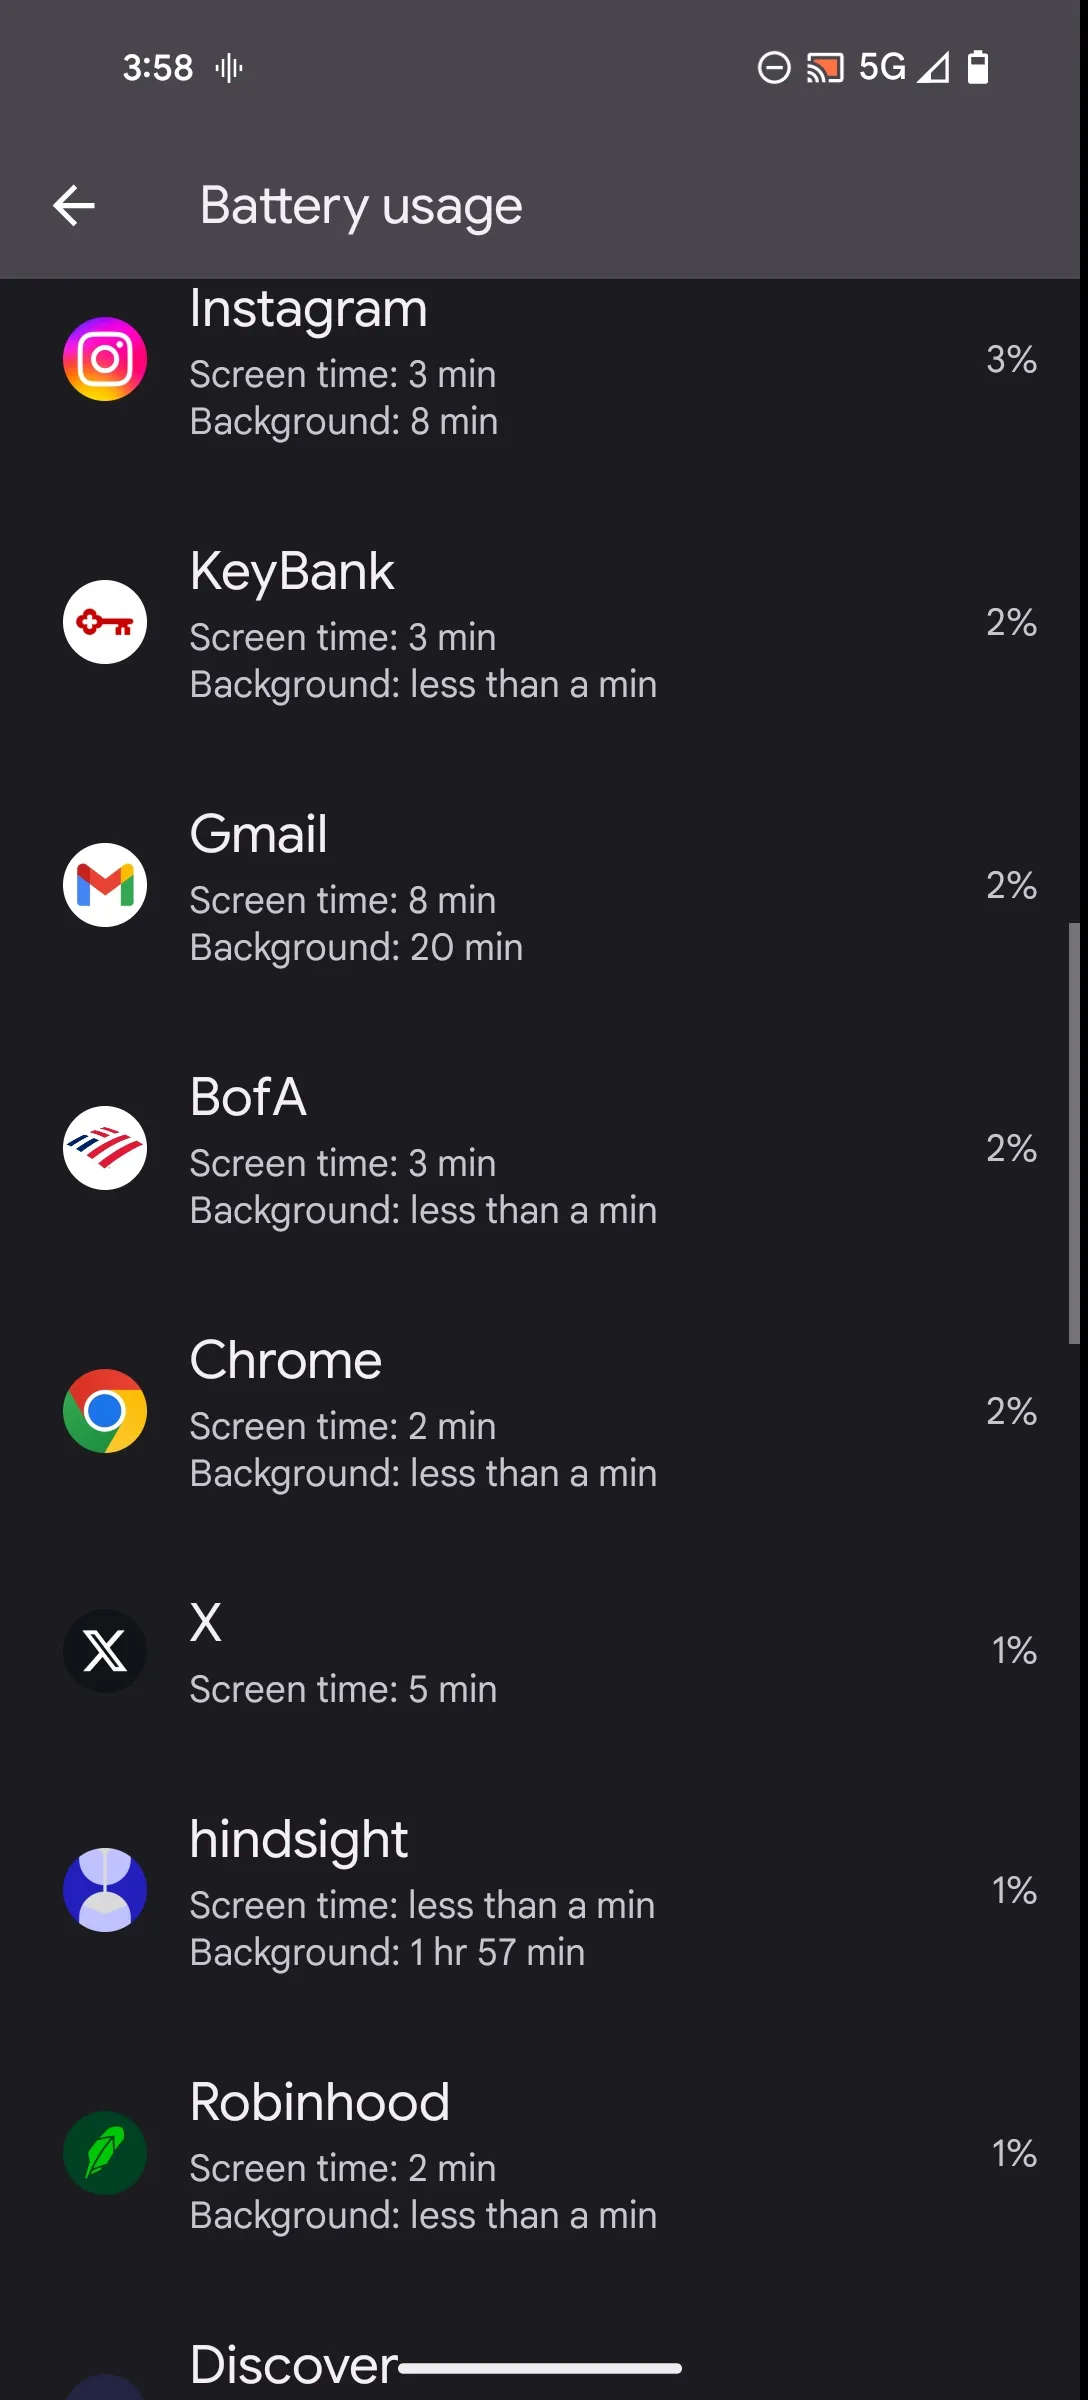 3:58 5G
Battery usage
Instagram
Screen time: 3 min
Background: 8 min
3%
KeyBank
Screen time: 3 min
Background: less than a min
2%
Gmail
Screen time: 8 min
Background: 20 min
2%
BofA
Screen time: 3 min
Background: less than a min
2%
Chrome
Screen time: 2 min
Background: less than a min
2%
X
Screen time: 5 min
1%
hindsight
Screen time: less than a min
Background: 1 hr 57 min
1%
Robinhood
Screen time: 2 min
Background: less than a min
1%
Discover